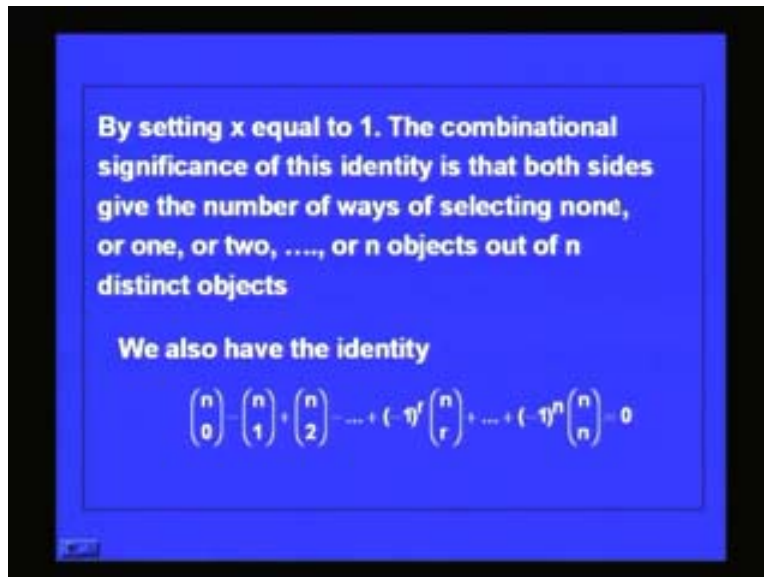 By setting x equal to 1. The combinational
significance of this identity is that both sides
give the number of ways of selecting none,
or one, or two, …., or n objects out of n
distinct objects
We also have the identity
(n 0) - (n 1) + (n 2) - ... + (-1)^r (n r) + ... + (-1)^n (n n) = 0